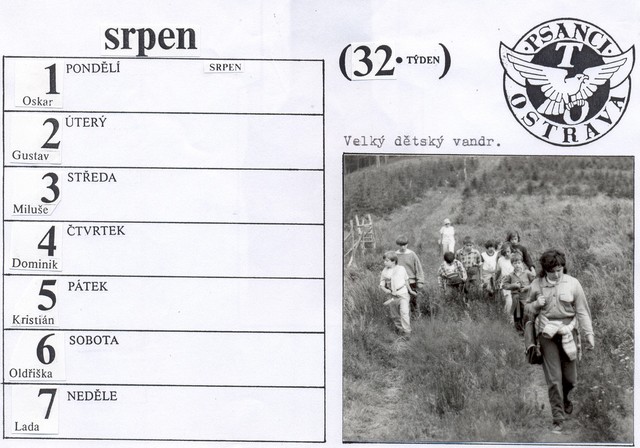 srpen
1 PONDĚLÍ SRPEN
Oskar
2 ÚTERÝ
Gustav
3 STŘEDA
Miluše
4 ČTVRTEK
Dominik
5 PÁTEK
Kristián
6 SOBOTA
Oldřiška
7 NEDĚLE
Lada
(32. TÝDEN)
PSANCI
T
O
OSTRAVA
Velký dětský vandr.